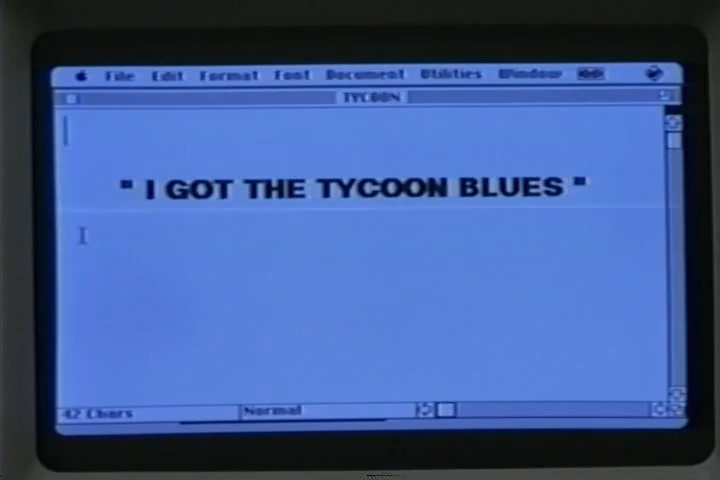 File Edit Format Font Document Utilities Window
TYCOON
" I GOT THE TYCOON BLUES "
42 Chars Normal